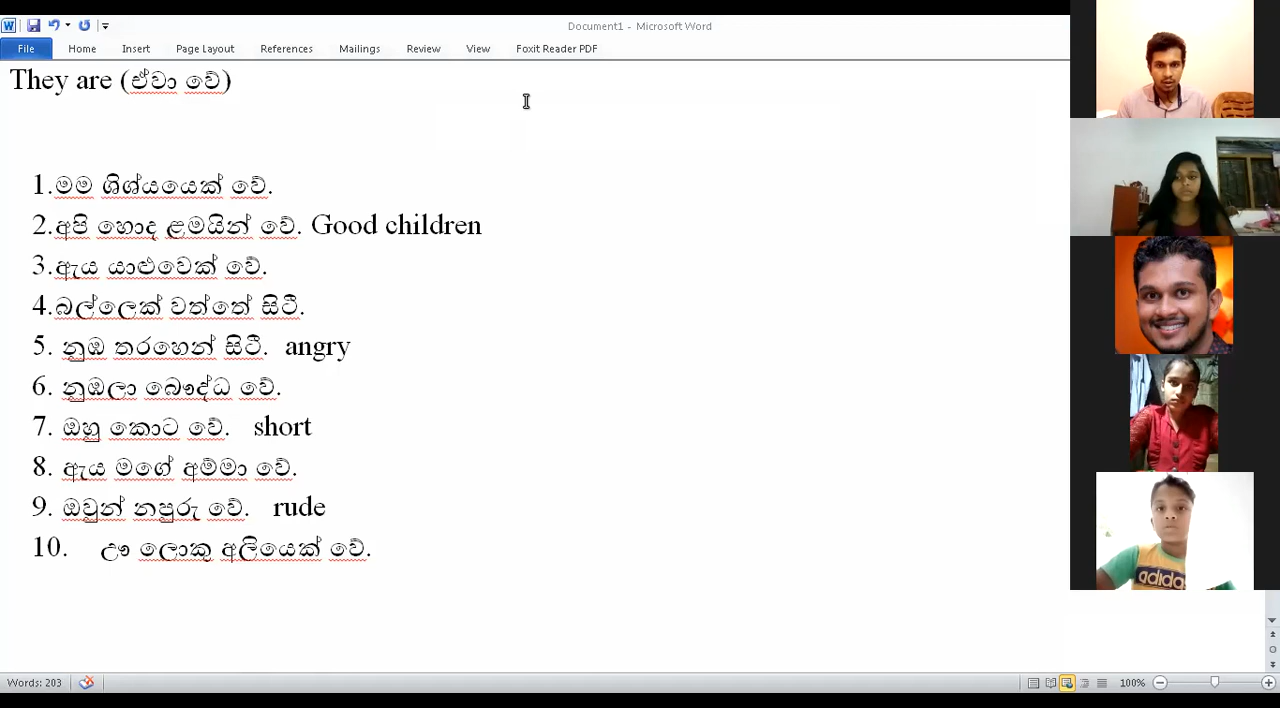 Document1 - Microsoft Word
File Home Insert Page Layout References Mailings Review View Foxit Reader PDF
They are (ඒවා වේ)
1.මම ශිශ්යයෙක් වේ.
2.අපි හොද ළමයින් වේ. Good children
3.ඇය යාළුවෙක් වේ.
4.බල්ලෙක් වත්තේ සිටී.
5. නුඹ තරහෙන් සිටී. angry
6. නුඹලා බෞද්ධ වේ.
7. ඔහු කොට වේ. short
8. ඇය මගේ අම්මා වේ.
9. ඔවුන් නපුරු වේ. rude
10. ඌ ලොකු අලියෙක් වේ.
adidas
Words: 203 100%